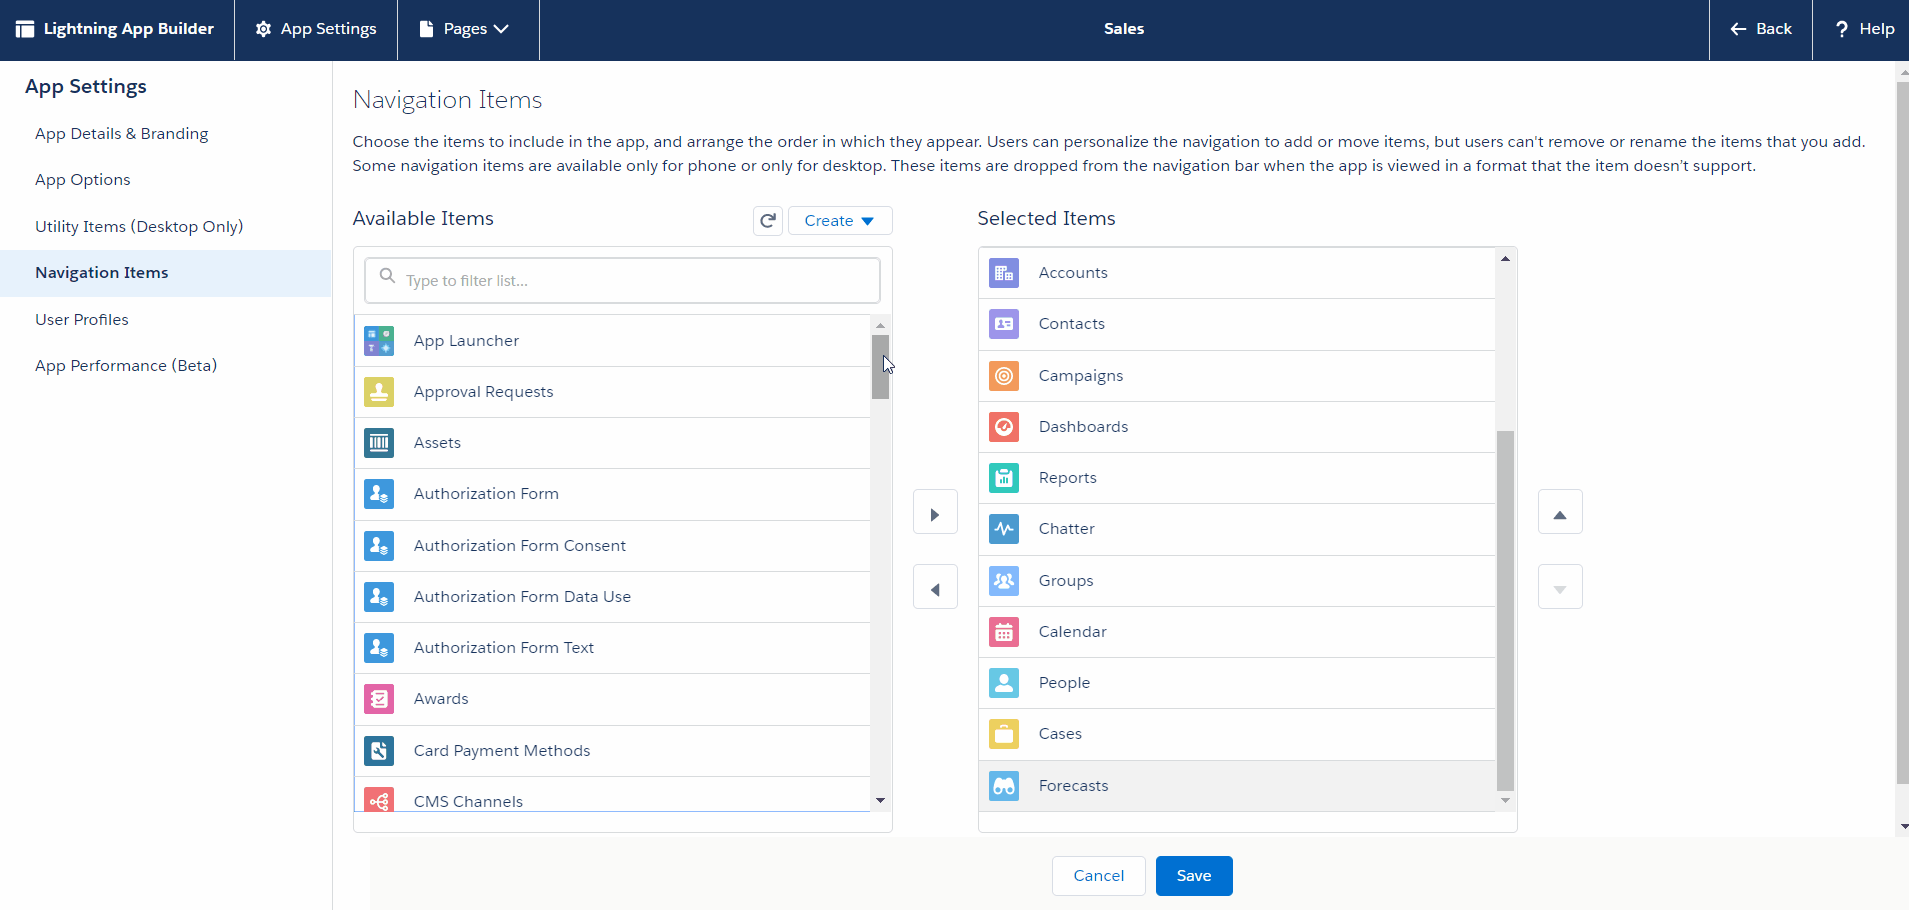 Lightning App Builder
App Settings
Pages
Sales
Back
? Help
App Settings
App Details & Branding
App Options
Utility Items (Desktop Only)
Navigation Items
User Profiles
App Performance (Beta)
Navigation Items
Choose the items to include in the app, and arrange the order in which they appear. Users can personalize the navigation to add or move items, but users can't remove or rename the items that you add.
Some navigation items are available only for phone or only for desktop. These items are dropped from the navigation bar when the app is viewed in a format that the item doesn’t support.
Available Items
Create
Type to filter list...
App Launcher
Approval Requests
Assets
Authorization Form
Authorization Form Consent
Authorization Form Data Use
Authorization Form Text
Awards
Card Payment Methods
CMS Channels
Selected Items
Accounts
Contacts
Campaigns
Dashboards
Reports
Chatter
Groups
Calendar
People
Cases
Forecasts
Cancel
Save